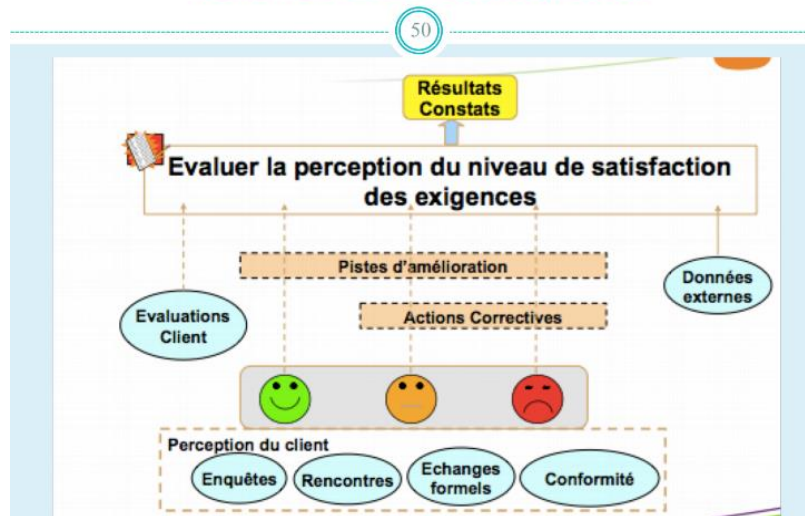 50
Résultats
Constats
Evaluer la perception du niveau de satisfaction
des exigences
Pistes d'amélioration
Données
externes
Evaluations
Client
Actions Correctives
Perception du client
Enquêtes
Rencontres
Echanges
formels
Conformité